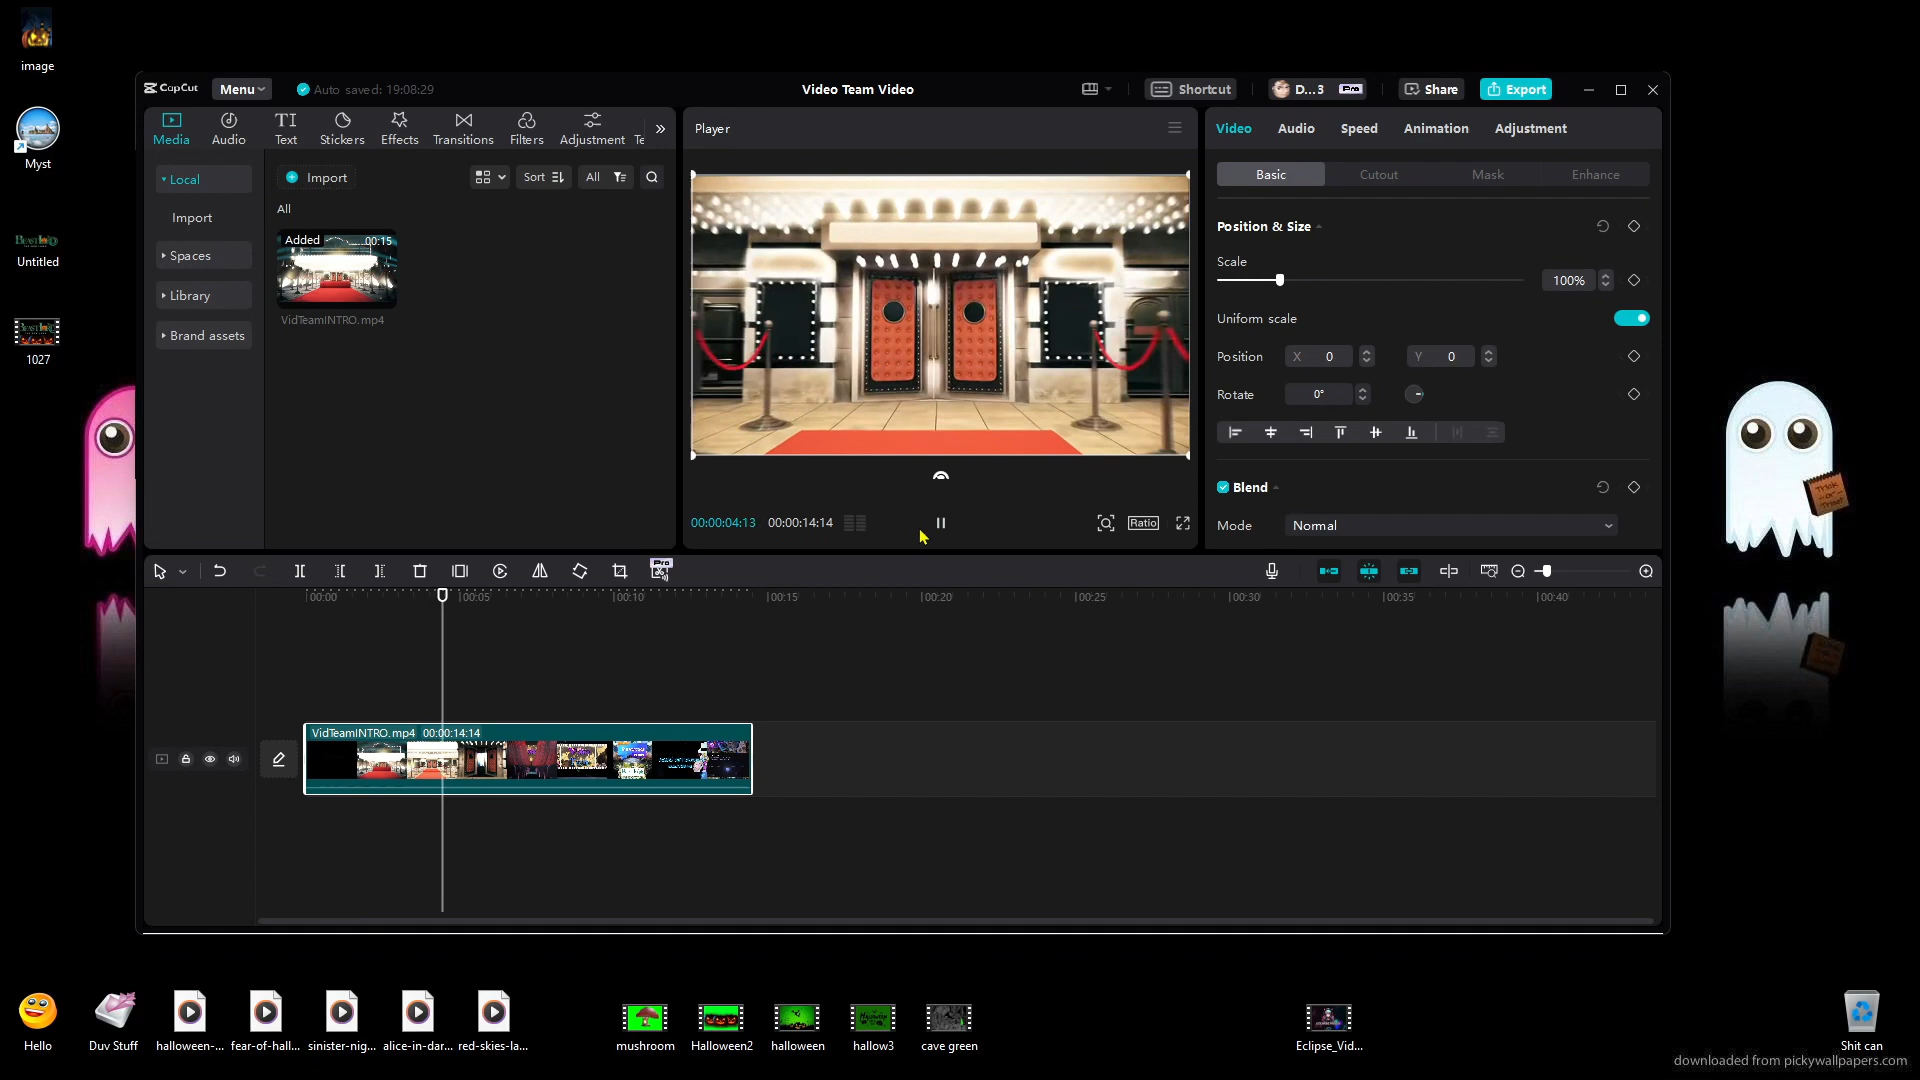 image
Myst
Untitled
1027
CapCut
Menu
Auto saved: 19:08:29
Video Team Video
Shortcut
D...3
Pro
Share
Export
Media
Audio
Text
Stickers
Effects
Transitions
Filters
Adjustment
Te
Local
Import
Spaces
Library
Brand assets
Import
Sort
All
All
Added
00:15
VidTeamINTRO.mp4
Player
00:00:04:13
00:00:14:14
Ratio
Video
Audio
Speed
Animation
Adjustment
Basic
Cutout
Mask
Enhance
Position & Size
Scale
100%
Uniform scale
Position
X 0
Y 0
Rotate
0°
Blend
Mode
Normal
Pro
00:00
00:05
00:10
00:15
00:20
00:25
00:30
00:35
00:40
VidTeamINTRO.mp4 00:00:14:14
Hello
Duv Stuff
halloween-...
fear-of-hall...
sinister-nig...
alice-in-dar...
red-skies-la...
mushroom
Halloween2
halloween
hallow3
cave green
Eclipse_Vid...
Shit can
Trick
-or-
Treat
downloaded from pickywallpapers.com